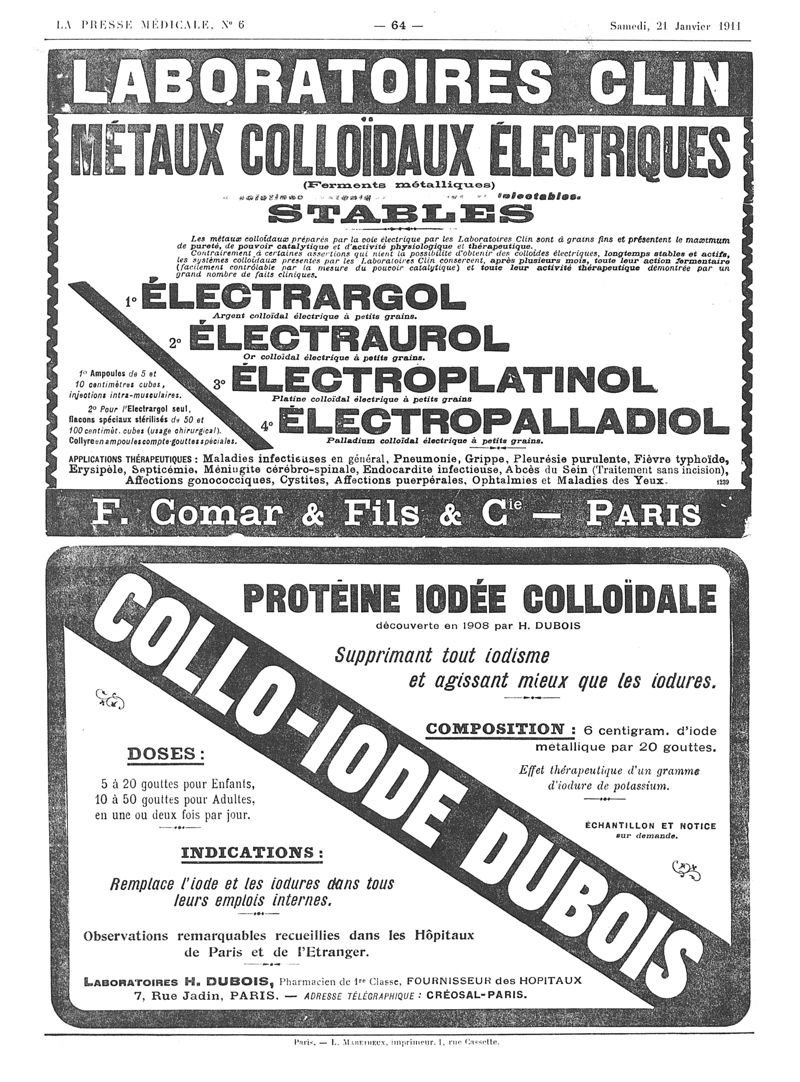 LA PRESSE MÉDICALE, N° 6
— 64 —
Samedi, 21 Janvier 1911
LABORATOIRES CLIN
MÉTAUX COLLOÏDAUX ÉLECTRIQUES
(Ferments métalliques)
injectables.
STABLES
Les métaux colloïdaux préparés par la voie électrique par les Laboratoires Clin sont à grains fins et présentent le maximum
de pureté, de pouvoir catalytique et d'activité physiologique et thérapeutique.
Contrairement à certaines assertions qui nient la possibilité d'obtenir des colloïdes électriques, longtemps stables et actifs,
les systèmes colloïdaux présentés par les Laboratoires Clin conservent, après plusieurs mois, toute leur action fermentaire
(facilement contrôlable par la mesure du pouvoir catalytique) et toute leur activité thérapeutique démontrée par un
grand nombre de faits cliniques.
1° ÉLECTRARGOL
Argent colloïdal électrique à petits grains.
2° ÉLECTRAUROL
Or colloïdal électrique à petits grains.
3° ÉLECTROPLATINOL
Platine colloïdal électrique à petits grains
4° ÉLECTROPALLADIOL
Palladium colloïdal électrique à petits grains.
1° Ampoules de 5 et
10 centimètres cubes,
injections intra-musculaires.
2° Pour l'Electrargol seul,
flacons spéciaux stérilisés de 50 et
100 centimèt. cubes (usage chirurgical).
Collyre en ampoules compte-gouttes spéciales.
APPLICATIONS THÉRAPEUTIQUES : Maladies infectieuses en général, Pneumonie, Grippe, Pleurésie purulente, Fièvre typhoïde,
Erysipèle, Septicémie, Méningite cérébro-spinale, Endocardite infectieuse, Abcès du Sein (Traitement sans incision),
Affections gonococciques, Cystites, Affections puerpérales, Ophtalmies et Maladies des Yeux.
1239
F. Comar & Fils & Cie — PARIS
PROTÉINE IODÉE COLLOÏDALE
découverte en 1908 par H. DUBOIS
Supprimant tout iodisme
et agissant mieux que les iodures.
COLLO-IODE DUBOIS
COMPOSITION : 6 centigram. d'iode
metallique par 20 gouttes.
Effet thérapeutique d'un gramme
d'iodure de potassium.
ÉCHANTILLON ET NOTICE
sur demande.
DOSES :
5 à 20 gouttes pour Enfants,
10 à 50 gouttes pour Adultes,
en une ou deux fois par jour.
INDICATIONS :
Remplace l'iode et les iodures dans tous
leurs emplois internes.
Observations remarquables recueillies dans les Hôpitaux
de Paris et de l'Etranger.
LABORATOIRES H. DUBOIS, Pharmacien de 1re Classe, FOURNISSEUR des HOPITAUX
7, Rue Jadin, PARIS. — ADRESSE TÉLÉGRAPHIQUE : CRÉOSAL-PARIS.
Paris. — L. MARETHEUX, imprimeur, 1, rue Cassette.